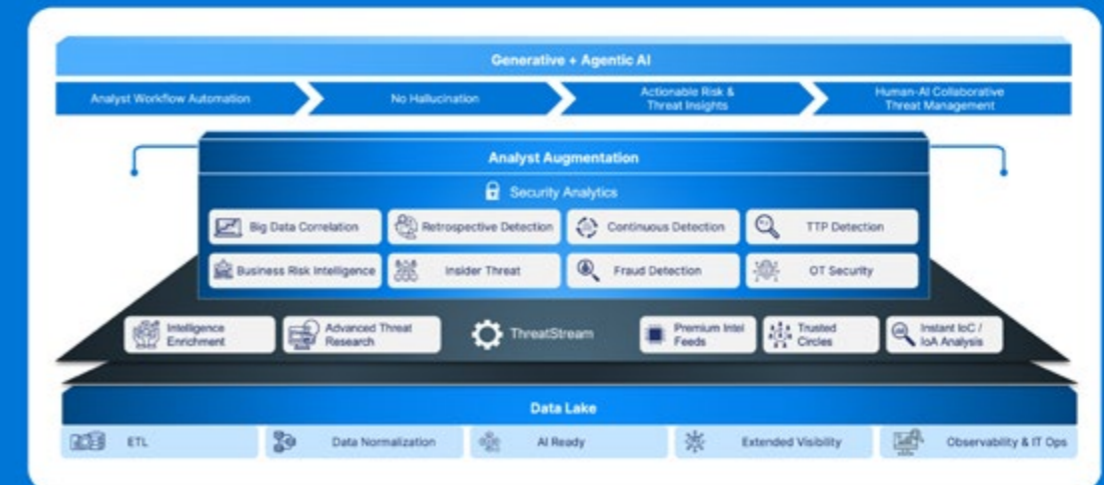 Generative + Agentic AI
Analyst Workflow Automation
No Hallucination
Actionable Risk &
Threat Insights
Human-AI Collaborative
Threat Management
Analyst Augmentation
Security Analytics
Big Data Correlation
Retrospective Detection
Continuous Detection
TTP Detection
Business Risk Intelligence
Insider Threat
Fraud Detection
OT Security
Intelligence
Enrichment
Advanced Threat
Research
ThreatStream
Premium Intel
Feeds
Trusted
Circles
Instant IoC /
IoA Analysis
Data Lake
ETL
Data Normalization
AI Ready
Extended Visibility
Observability & IT Ops